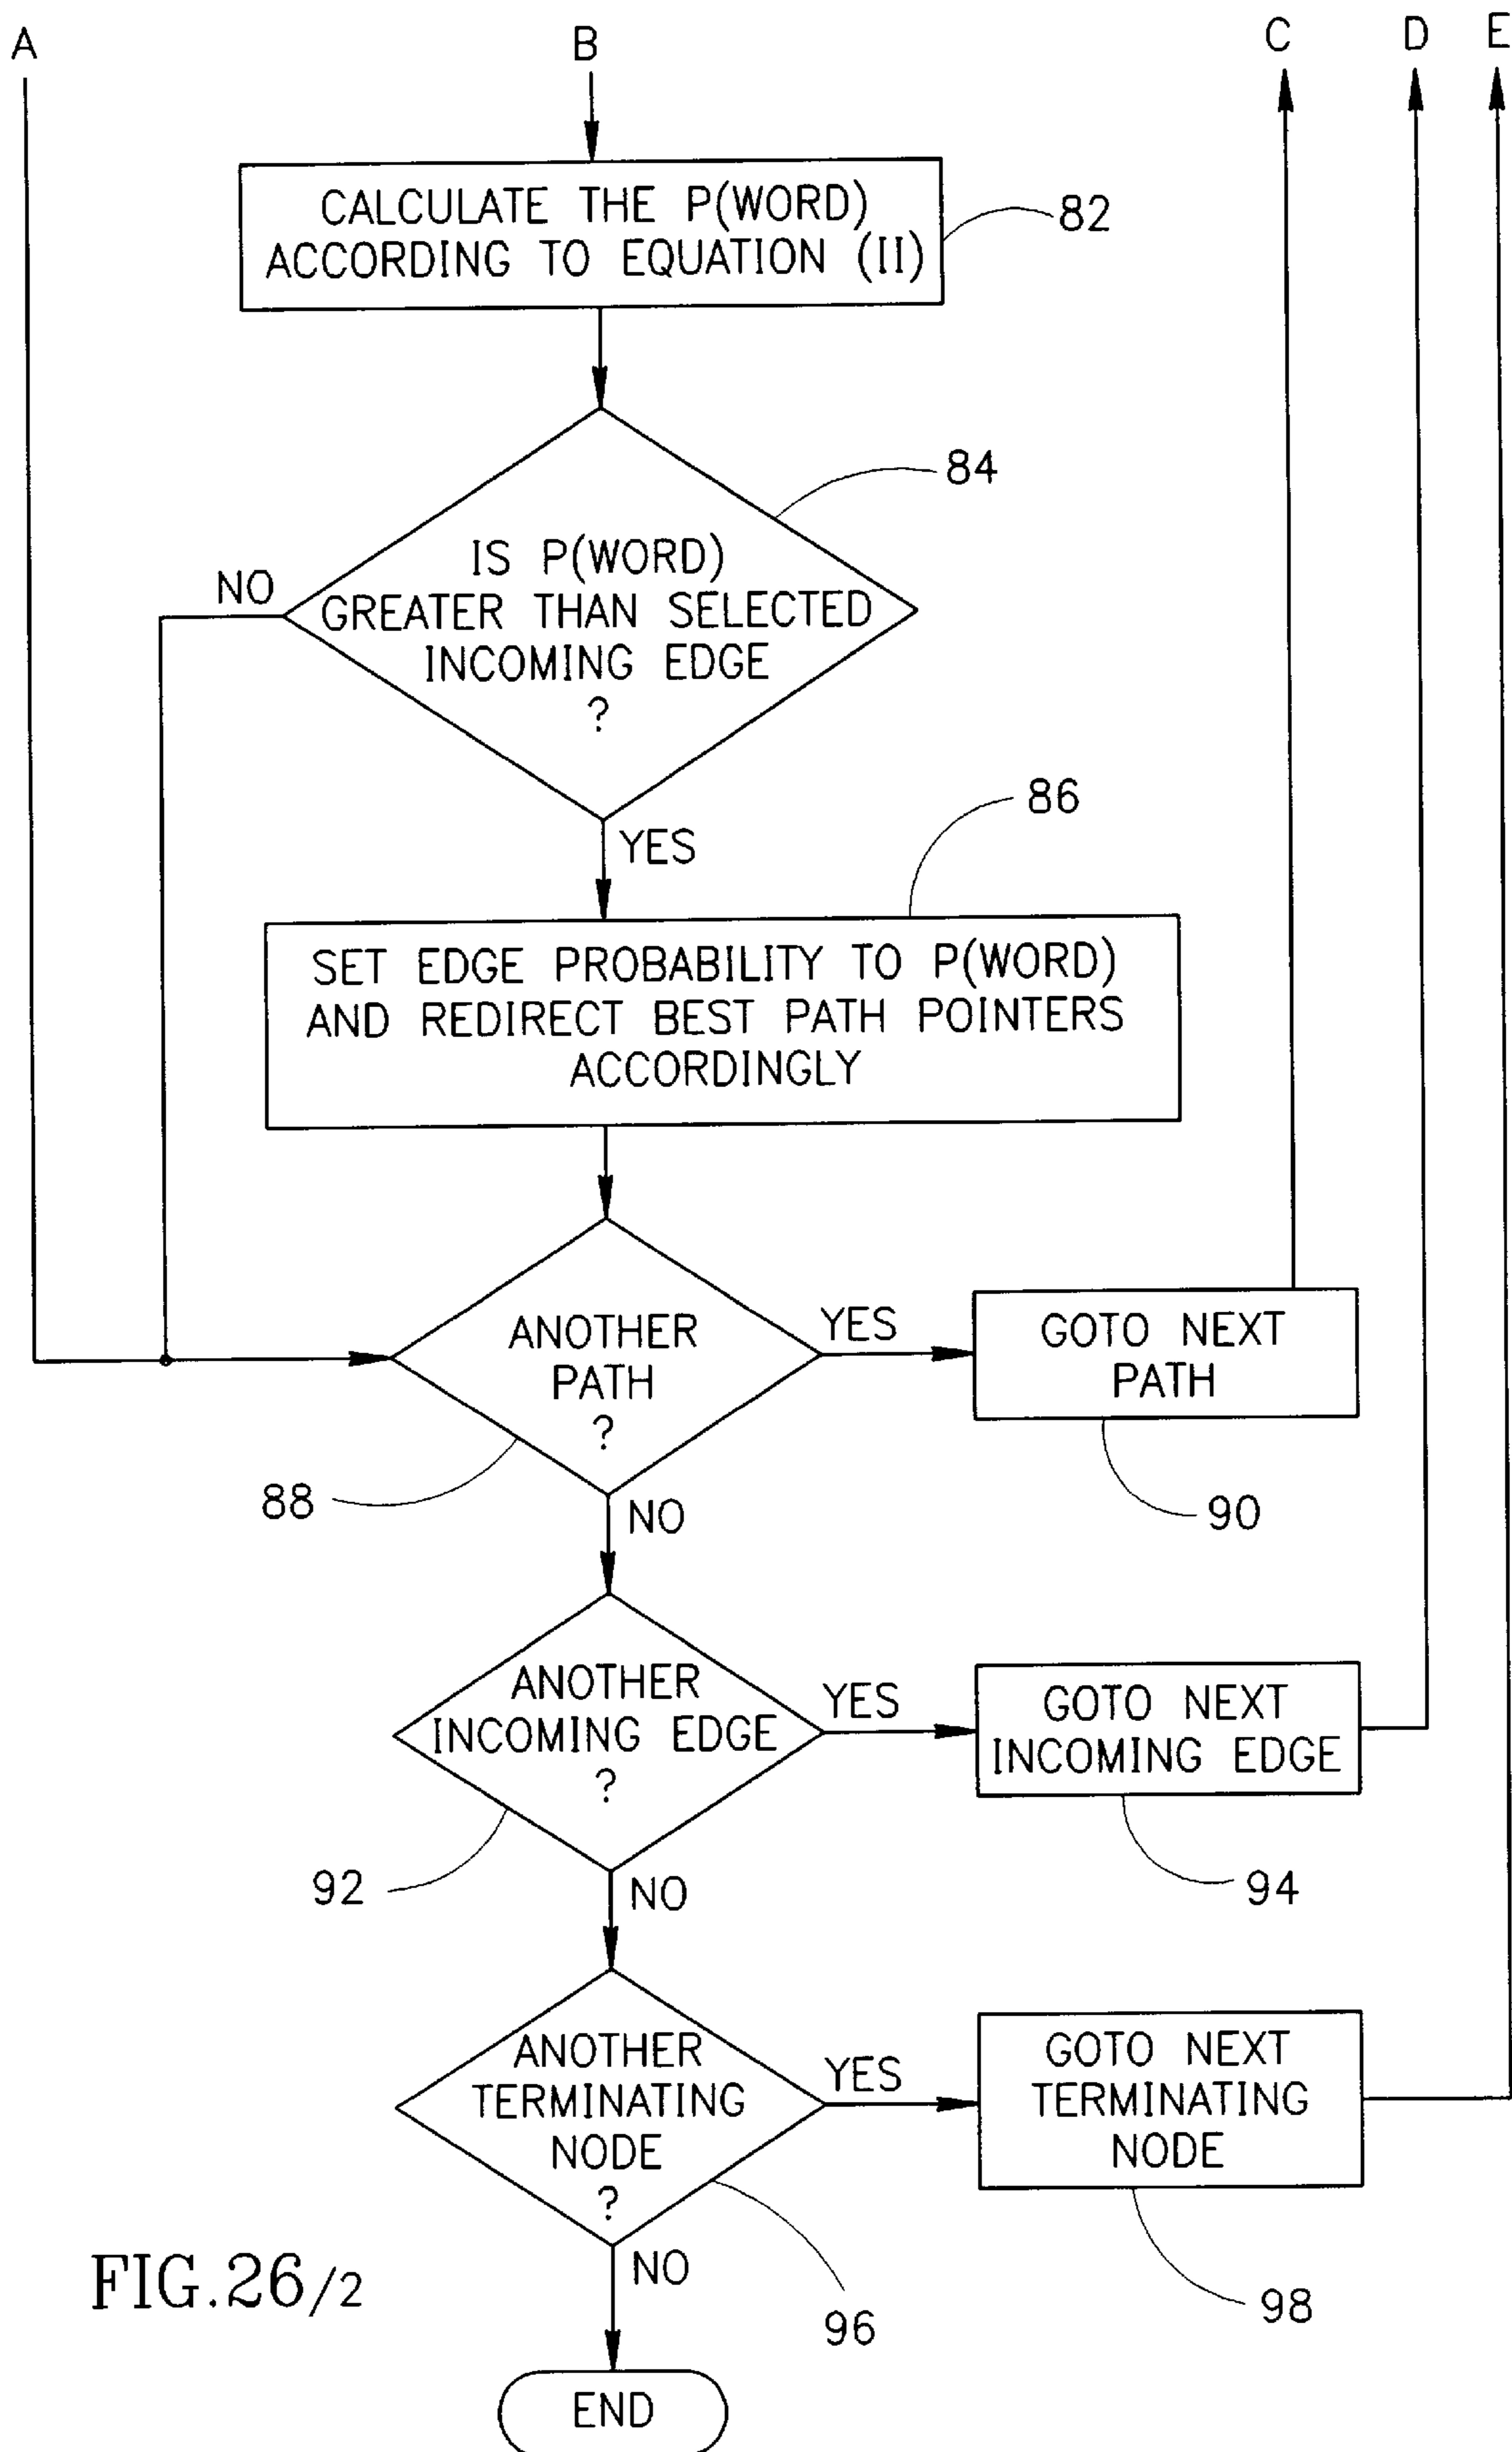 A
B
C
D
E
CALCULATE THE P(WORD)
ACCORDING TO EQUATION (II)
82
84
IS P(WORD)
GREATER THAN SELECTED
INCOMING EDGE
?
NO
YES
86
SET EDGE PROBABILITY TO P(WORD)
AND REDIRECT BEST PATH POINTERS
ACCORDINGLY
ANOTHER
PATH
?
YES
GOTO NEXT
PATH
88
90
NO
ANOTHER
INCOMING EDGE
?
YES
GOTO NEXT
INCOMING EDGE
92
94
NO
ANOTHER
TERMINATING
NODE
?
YES
GOTO NEXT
TERMINATING
NODE
96
98
NO
FIG.26/2
END